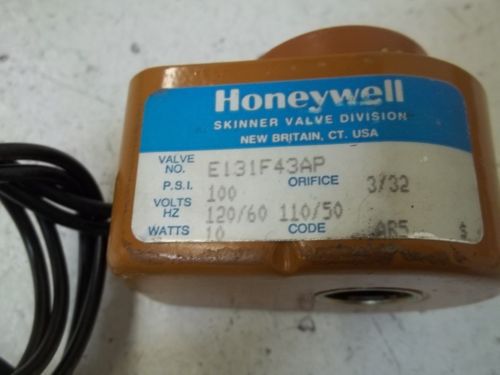 Honeywell
SKINNER VALVE DIVISION
NEW BRITAIN, CT. USA
VALVE NO. E131F43AP
P.S.I. 100 ORIFICE 3/32
VOLTS HZ 120/60 110/50
WATTS 10 CODE AR5 $